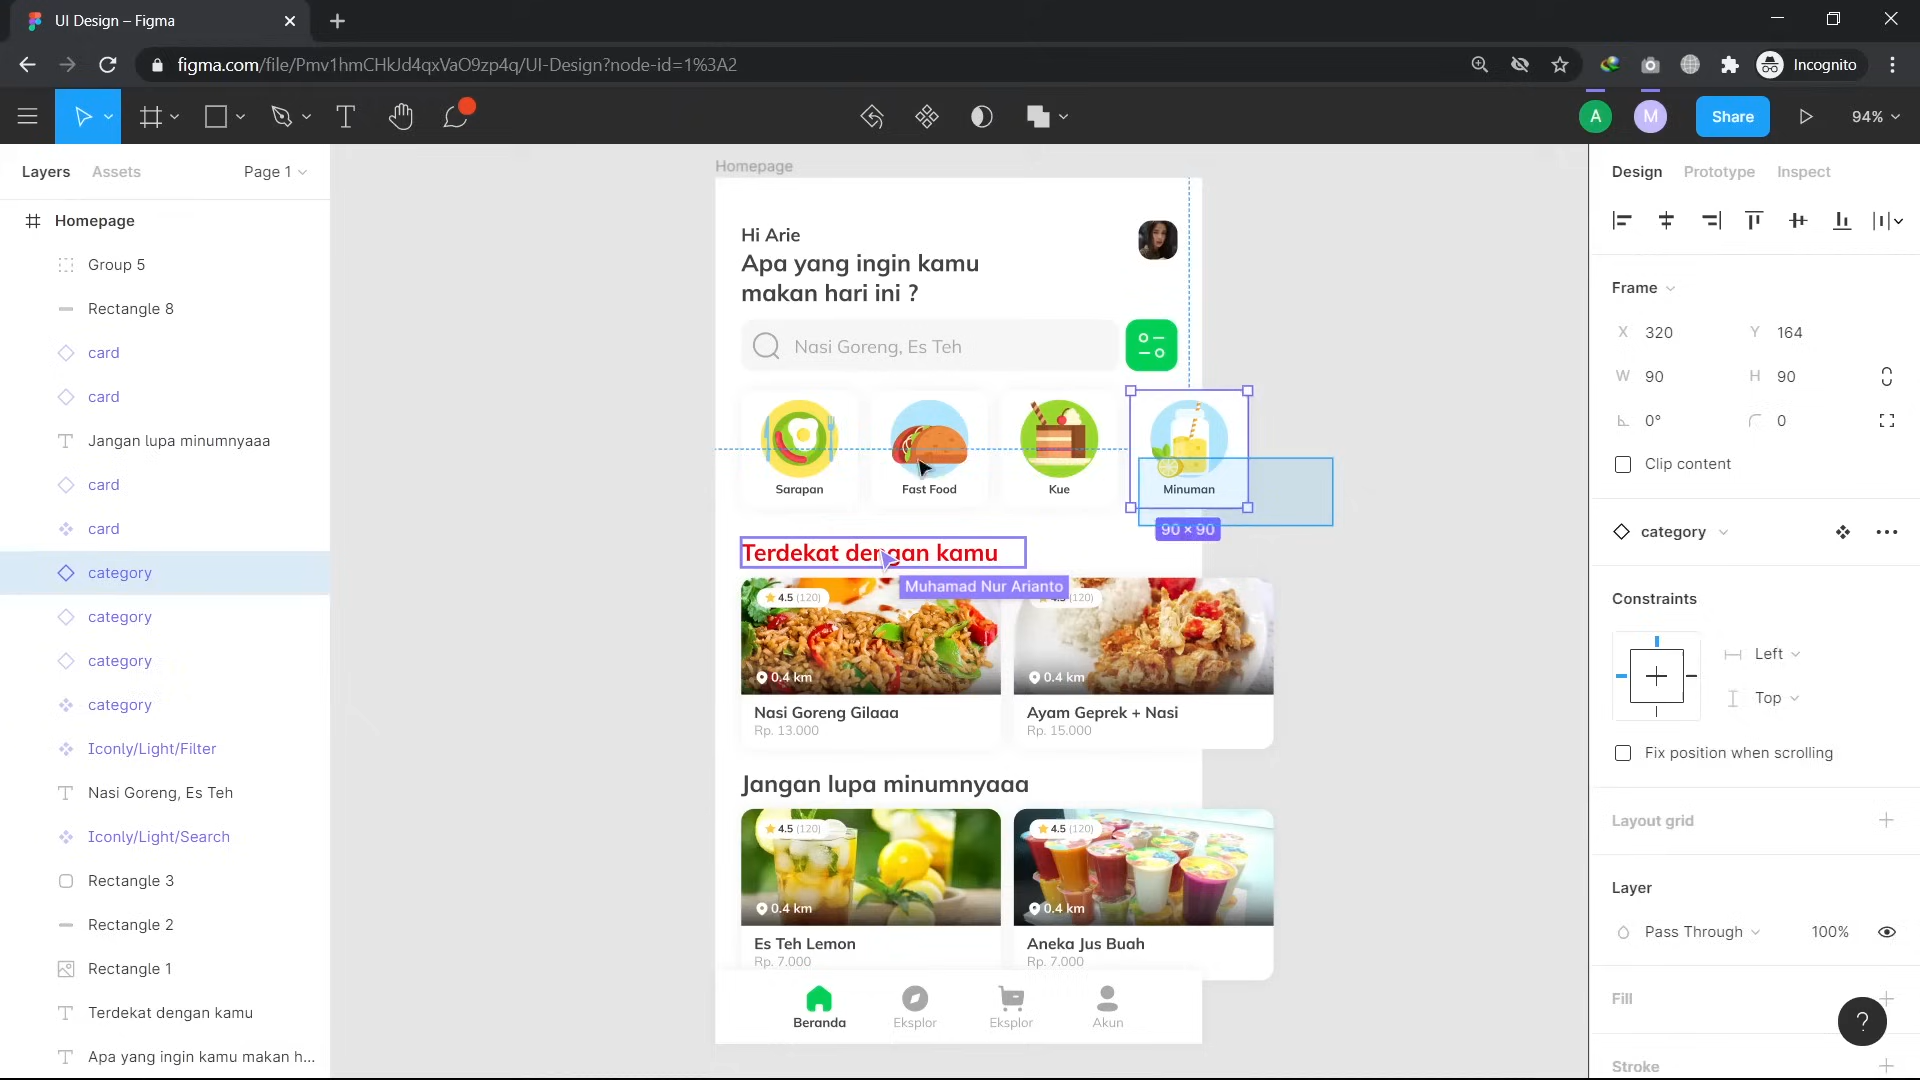 UI Design – Figma
figma.com/file/Pmv1hmCHkJd4qxVaO9zp4q/UI-Design?node-id=1%3A2
Incognito
A
M
Share
94%
Layers
Assets
Page 1
Homepage
Group 5
Rectangle 8
card
card
Jangan lupa minumnyaaa
card
card
category
category
category
category
Iconly/Light/Filter
Nasi Goreng, Es Teh
Iconly/Light/Search
Rectangle 3
Rectangle 2
Rectangle 1
Terdekat dengan kamu
Apa yang ingin kamu makan h...
Homepage
Hi Arie
Apa yang ingin kamu
makan hari ini ?
Nasi Goreng, Es Teh
Sarapan
Fast Food
Kue
Minuman
90 × 90
Terdekat dengan kamu
Muhamad Nur Arianto
4.5 (120)
(120)
0.4 km
0.4 km
Nasi Goreng Gilaaa
Rp. 13.000
Ayam Geprek + Nasi
Rp. 15.000
Jangan lupa minumnyaaa
4.5 (120)
4.5 (120)
0.4 km
0.4 km
Es Teh Lemon
Rp. 7.000
Aneka Jus Buah
Rp. 7.000
Beranda
Eksplor
Eksplor
Akun
Design
Prototype
Inspect
Frame
X 320
Y 164
W 90
H 90
0°
0
Clip content
category
Constraints
Left
Top
Fix position when scrolling
Layout grid
Layer
Pass Through
100%
Fill
?
Stroke